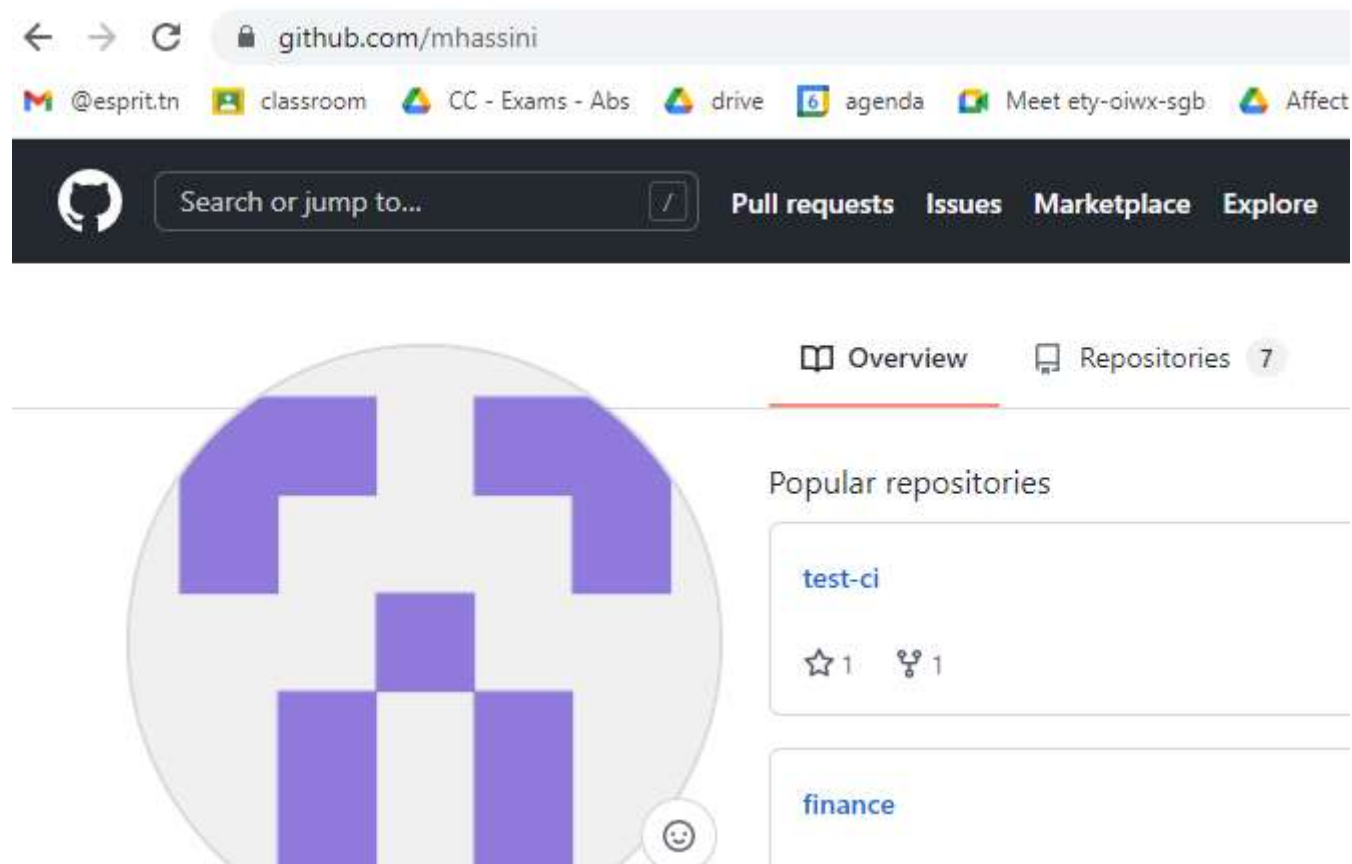 github.com/mhassini
@esprit.tn classroom CC - Exams - Abs drive 6 agenda Meet ety-oiwx-sgb Affect
Search or jump to... / Pull requests Issues Marketplace Explore
Overview Repositories 7
Popular repositories
test-ci
1 1
finance